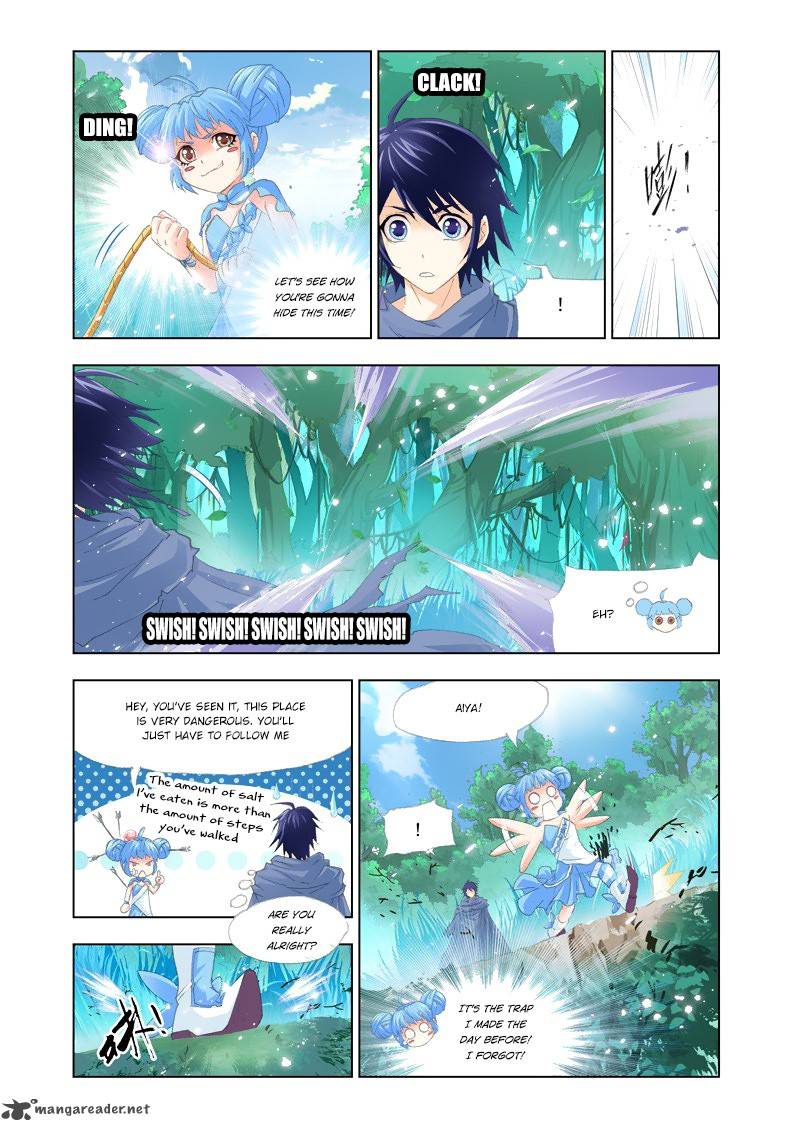 DING!
LET'S SEE HOW
YOU'RE GONNA
HIDE THIS TIME!
CLACK!
!
嘭!
SWISH! SWISH! SWISH! SWISH! SWISH!
EH?
HEY, YOU'VE SEEN IT, THIS PLACE
IS VERY DANGEROUS. YOU'LL
JUST HAVE TO FOLLOW ME
The amount of salt
I've eaten is more than
the amount of steps
you've walked
ARE YOU
REALLY
ALRIGHT?
AIYA!
!
IT'S THE TRAP
I MADE THE
DAY BEFORE!
I FORGOT!
mangareader.net